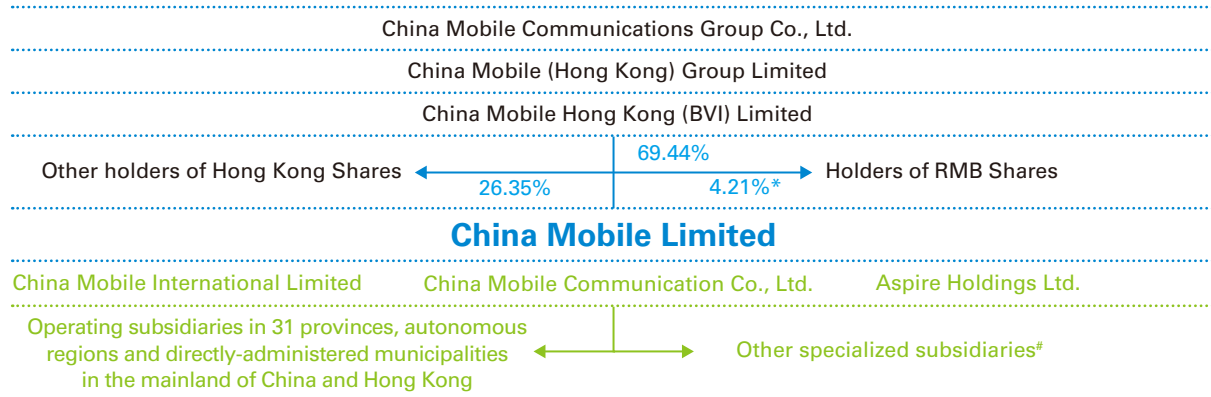 China Mobile Communications Group Co., Ltd.
China Mobile (Hong Kong) Group Limited
China Mobile Hong Kong (BVI) Limited
69.44%
Other holders of Hong Kong Shares
Holders of RMB Shares
26.35%
4.21%*
China Mobile Limited
China Mobile International Limited
China Mobile Communication Co., Ltd.
Aspire Holdings Ltd.
Operating subsidiaries in 31 provinces, autonomous
regions and directly-administered municipalities
in the mainland of China and Hong Kong
Other specialized subsidiaries#